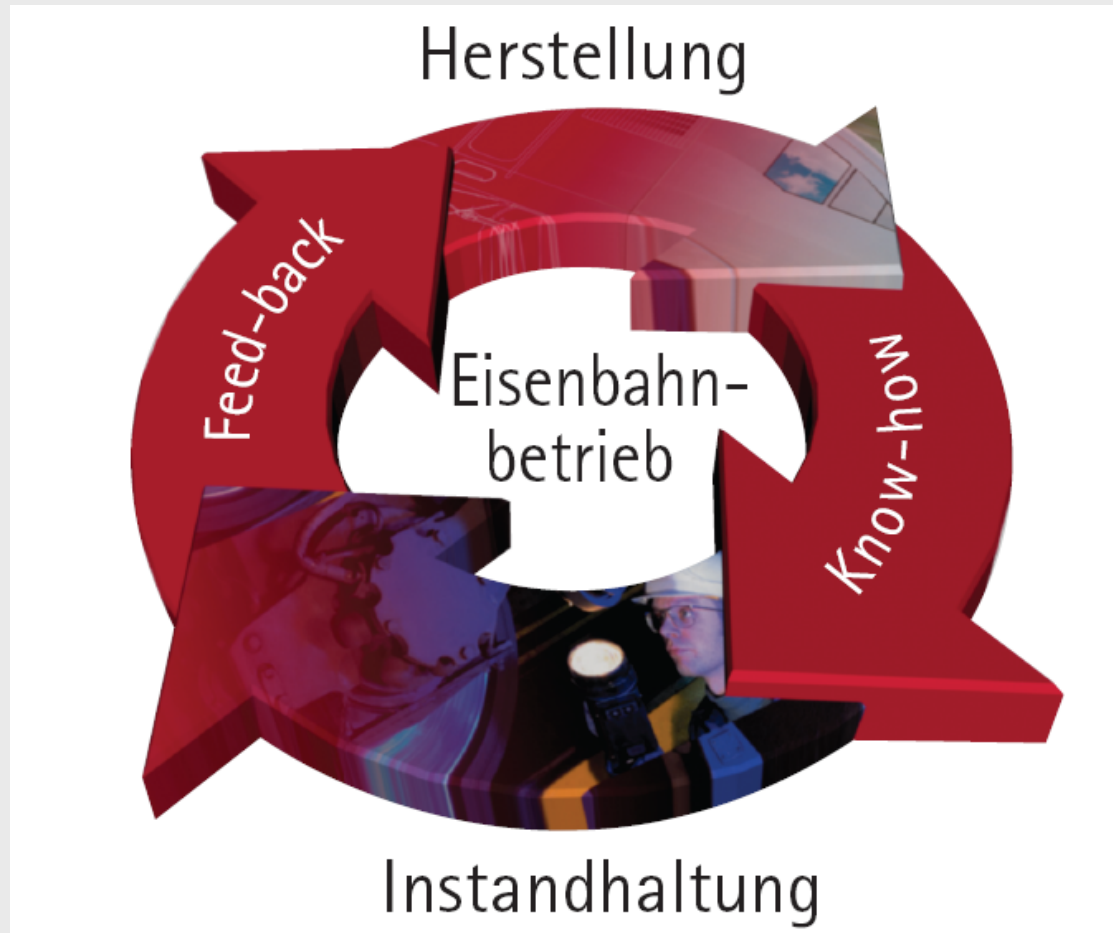 Herstellung
Feed-back
Eisenbahn-
betrieb
Know-how
Instandhaltung